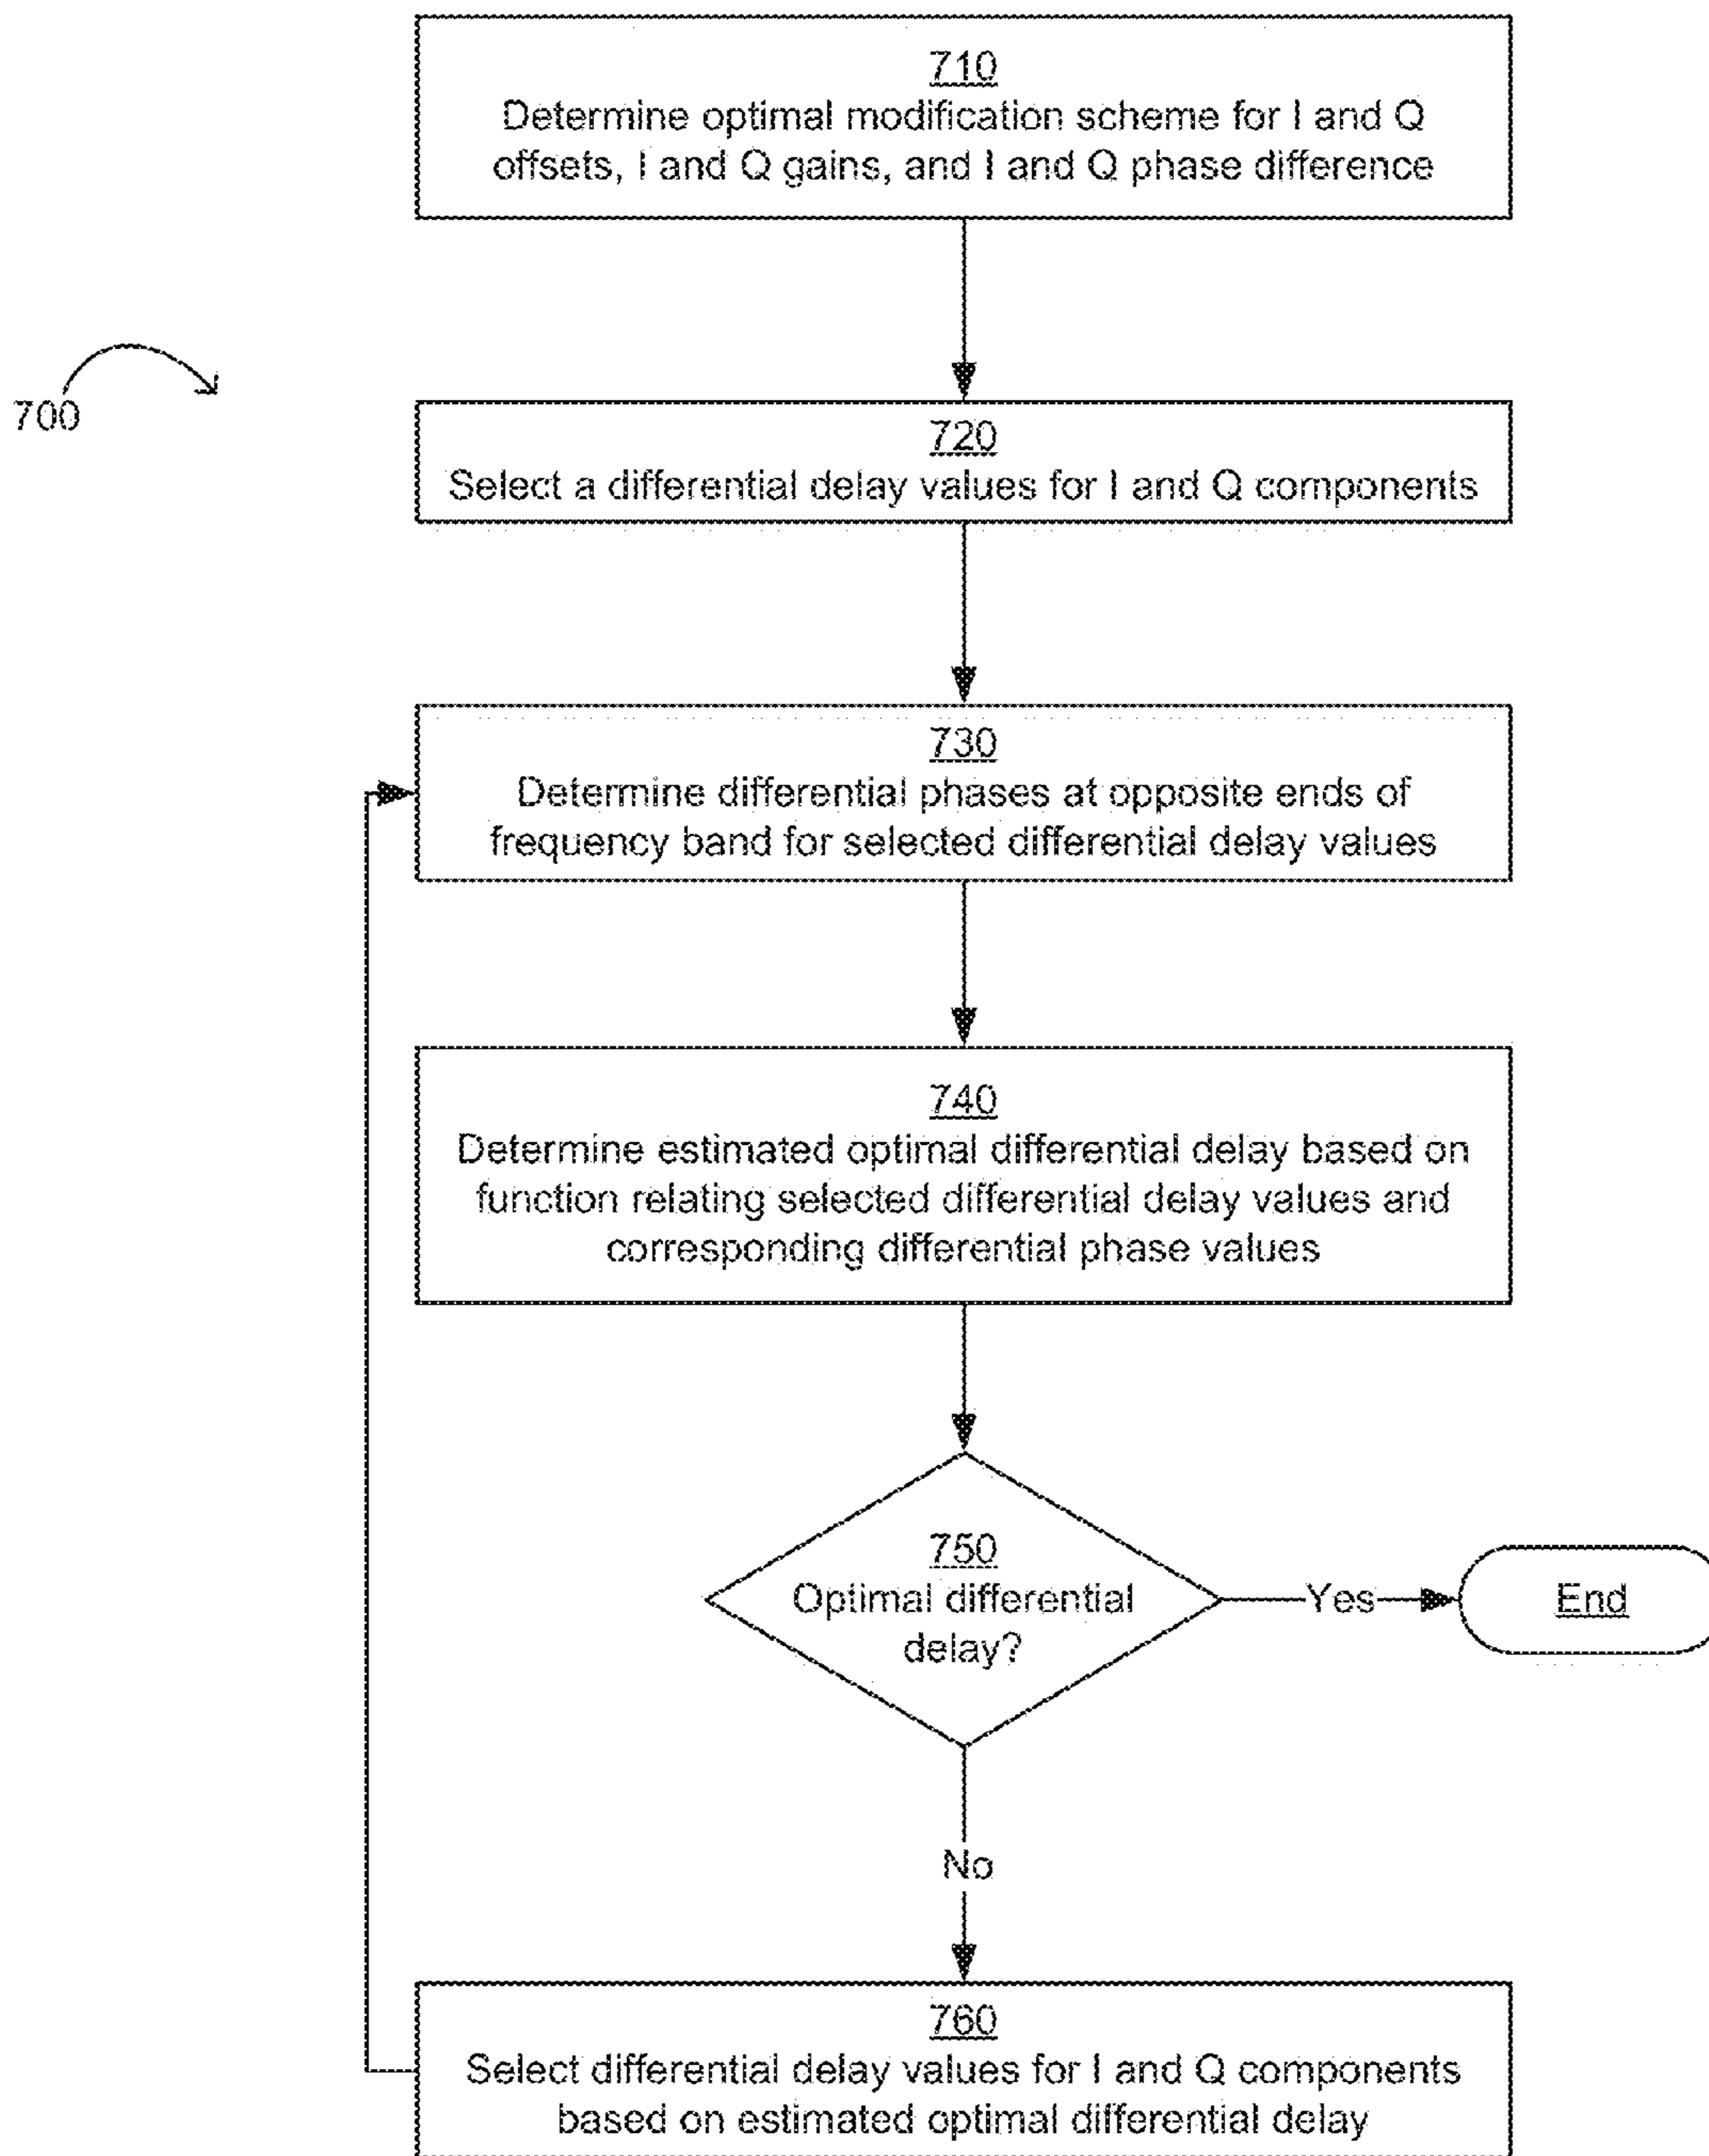 710
Determine optimal modification scheme for I and Q
offsets, I and Q gains, and I and Q phase difference
700
720
Select a differential delay values for I and Q components
730
Determine differential phases at opposite ends of
frequency band for selected differential delay values
740
Determine estimated optimal differential delay based on
function relating selected differential delay values and
corresponding differential phase values
750
Optimal differential
delay?
Yes
End
No
760
Select differential delay values for I and Q components
based on estimated optimal differential delay